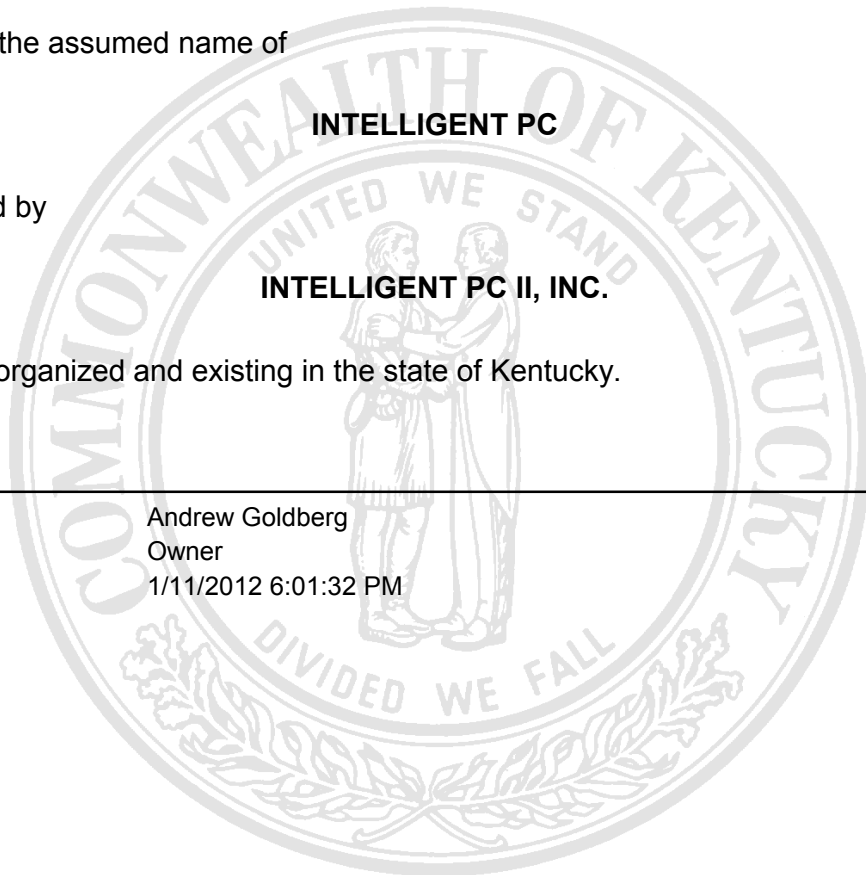 the assumed name of
INTELLIGENT PC
d by
INTELLIGENT PC II, INC.
organized and existing in the state of Kentucky.
Andrew Goldberg
Owner
1/11/2012 6:01:32 PM
COMMONWEALTH OF KENTUCKY
UNITED WE STAND
DIVIDED WE FALL